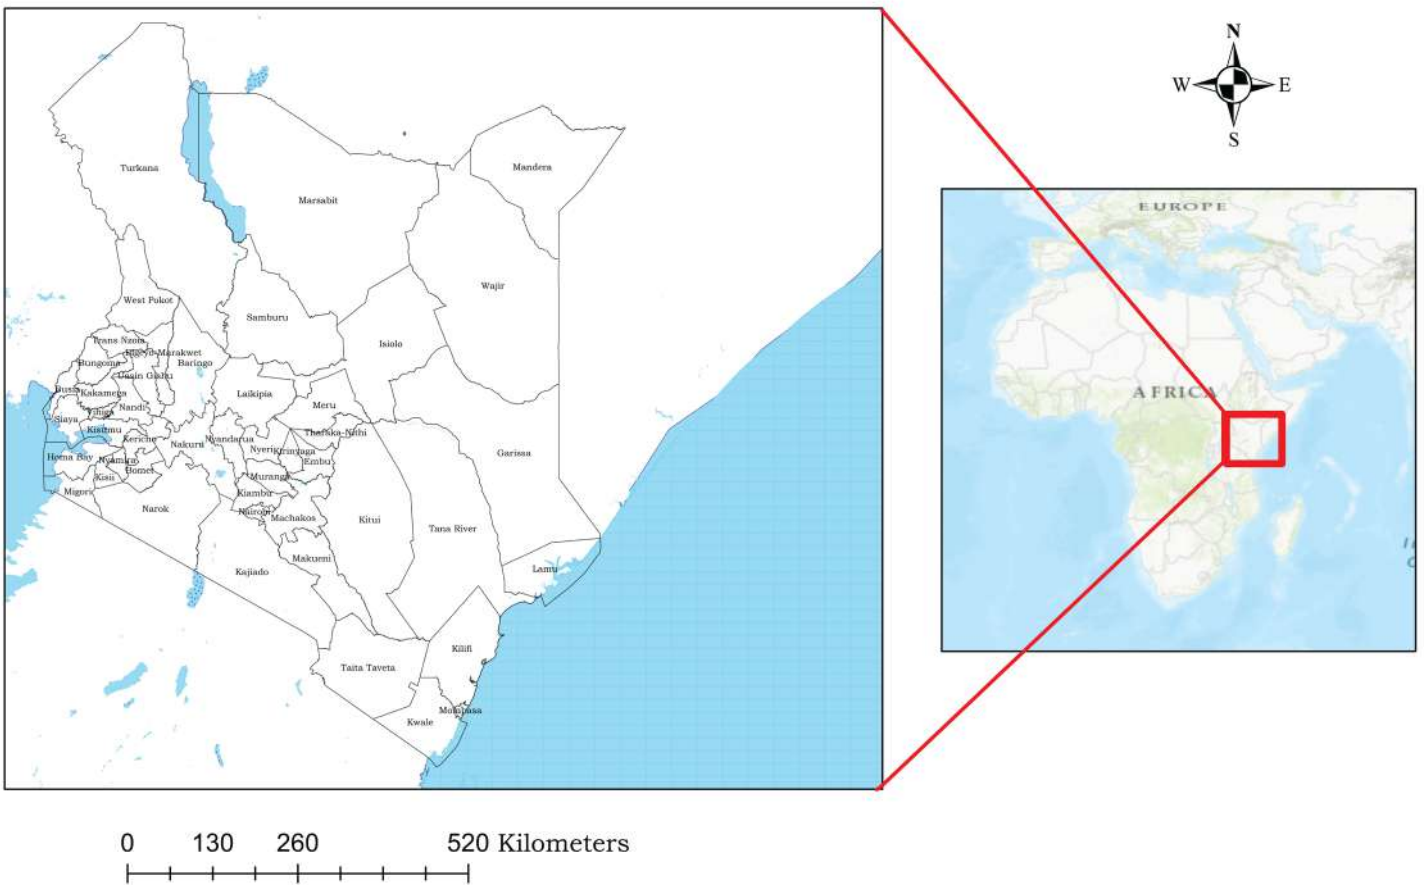 N
W E
S
EUROPE
AFRICA
Turkana
Marsabit
Mandera
Wajir
West Pokot
Samburu
Isiolo
Trans Nzoia
Elgeyo-Marakwet
Bungoma
Baringo
Uasin Gishu
Busia
Kakamega
Laikipia
Meru
Nandi
Vihiga
Siaya
Kisumu
Tharaka-Nithi
Kericho
Nakuru
Nyandarua
Nyeri
Kirinyaga
Garissa
Homa Bay
Nyamira
Embu
Bomet
Kisii
Muranga
Migori
Kiambu
Narok
Nairobi
Machakos
Kitui
Tana River
Makueni
Kajiado
Lamu
Kilifi
Taita Taveta
Mombasa
Kwale
0 130 260 520 Kilometers